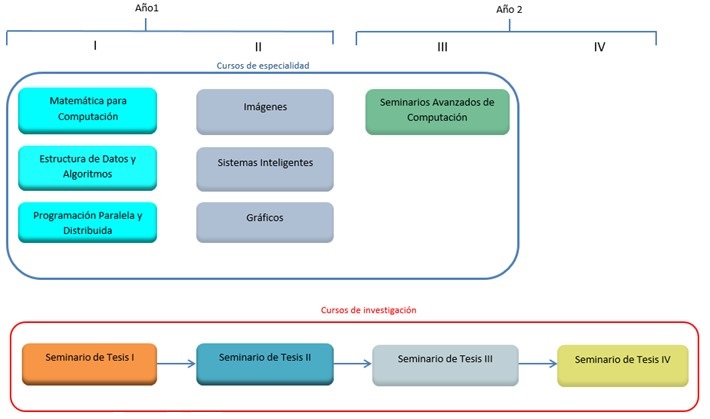 Año1
Año 2
I
II
III
IV
Cursos de especialidad
Matemática para
Computación
Imágenes
Seminarios Avanzados de
Computación
Estructura de Datos y
Algoritmos
Sistemas Inteligentes
Programación Paralela y
Distribuida
Gráficos
Cursos de investigación
Seminario de Tesis I
Seminario de Tesis II
Seminario de Tesis III
Seminario de Tesis IV